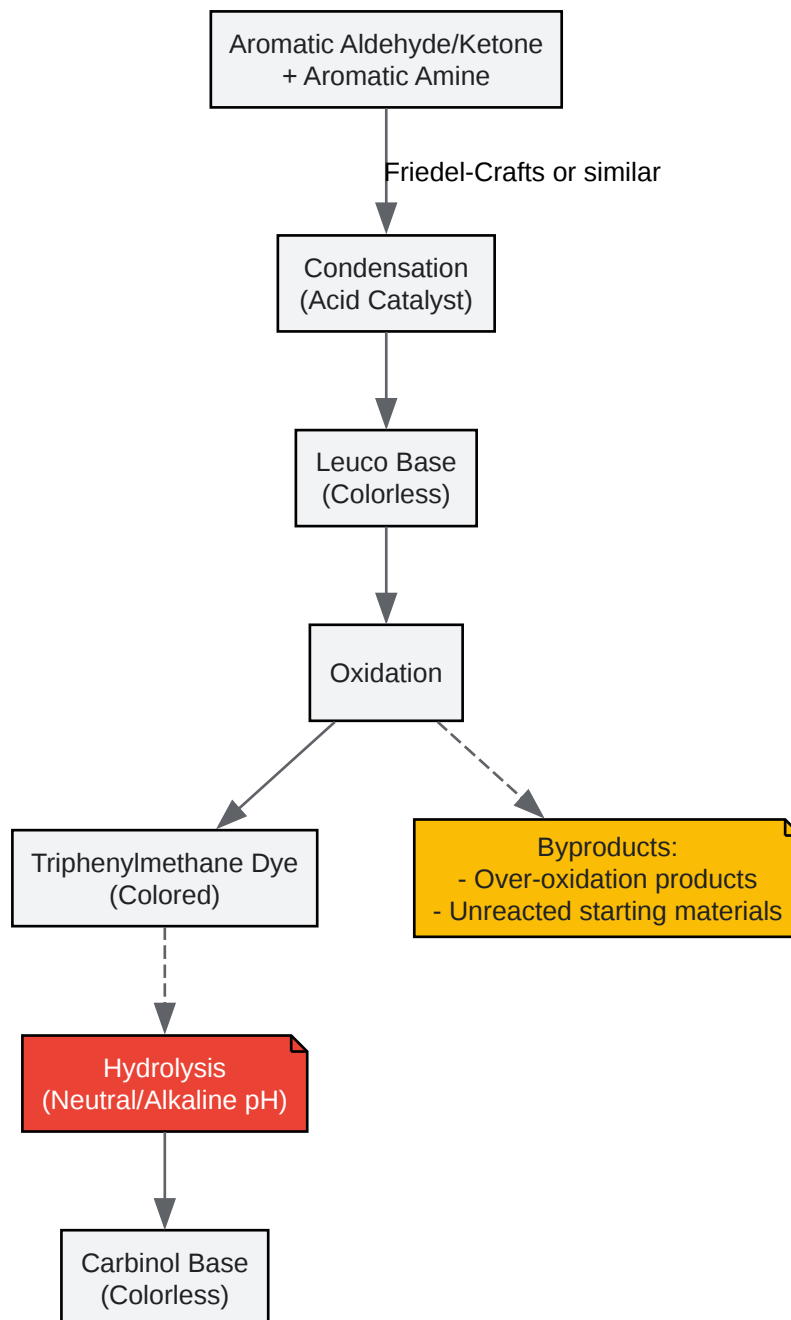 Aromatic Aldehyde/Ketone
+ Aromatic Amine
Friedel-Crafts or similar
Condensation
(Acid Catalyst)
Leuco Base
(Colorless)
Oxidation
Triphenylmethane Dye
(Colored)
Byproducts:
- Over-oxidation products
- Unreacted starting materials
Hydrolysis
(Neutral/Alkaline pH)
Carbinol Base
(Colorless)